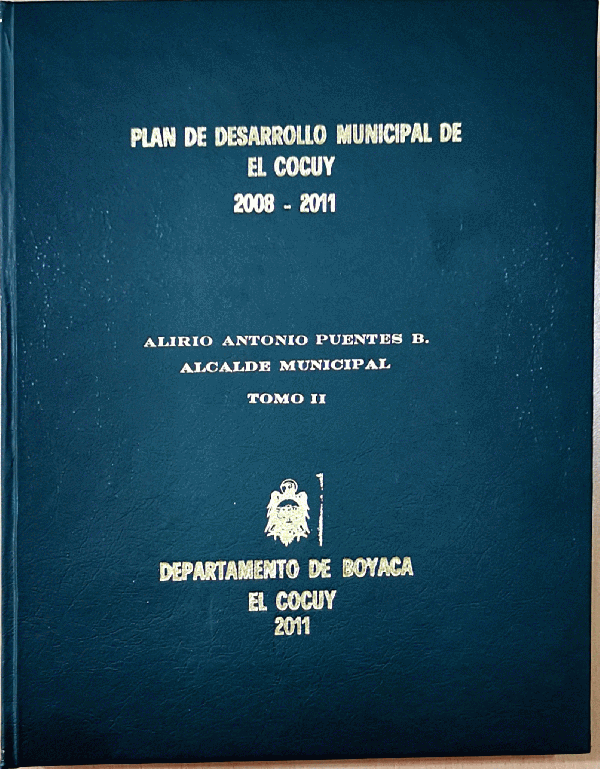 PLAN DE DESARROLLO MUNICIPAL DE
EL COCUY
2008 - 2011
ALIRIO ANTONIO PUENTES B.
ALCALDE MUNICIPAL
TOMO II
DEPARTAMENTO DE BOYACA
EL COCUY
2011